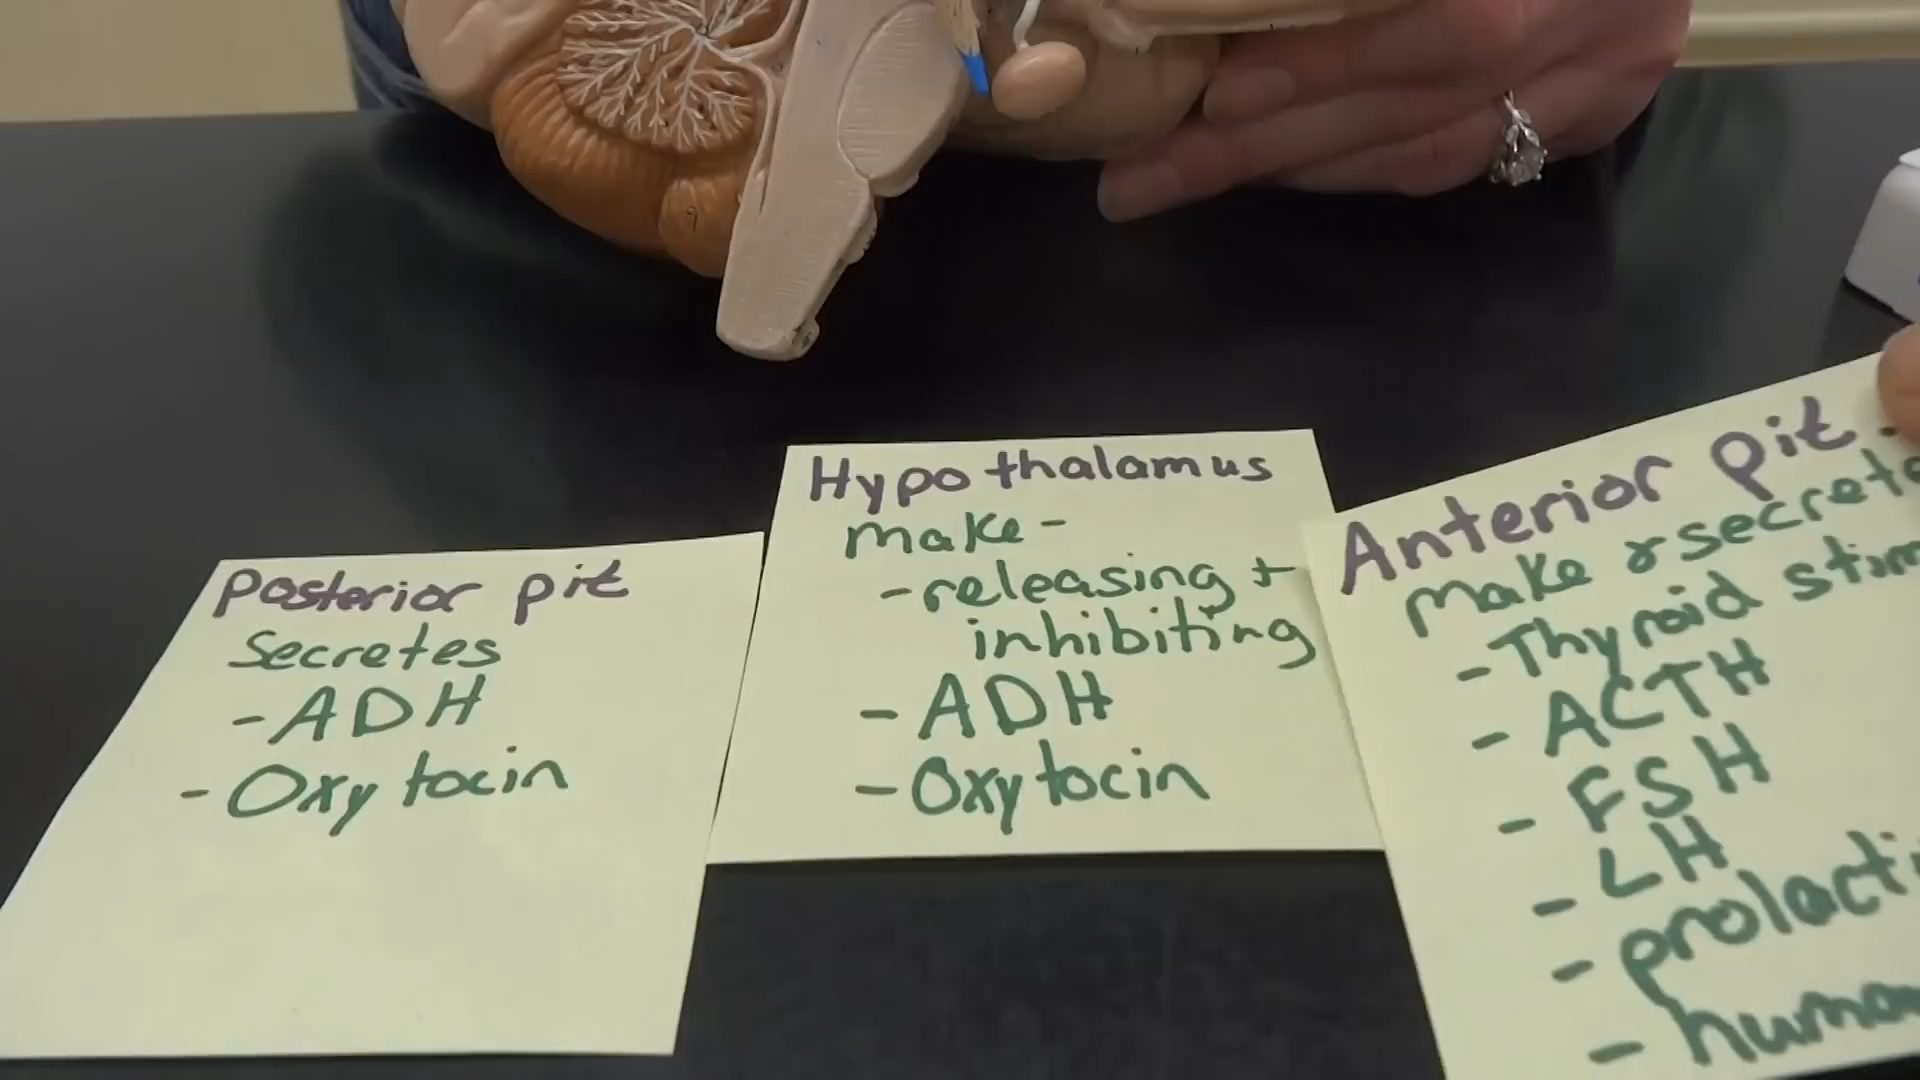 Posterior pit
Secretes
- ADH
- Oxytocin
Hypothalamus
make -
- releasing +
inhibiting
- ADH
- Oxytocin
Anterior pit.
make & secrete
- Thyroid stim
- ACTH
- FSH
- LH
- prolacti
- huma